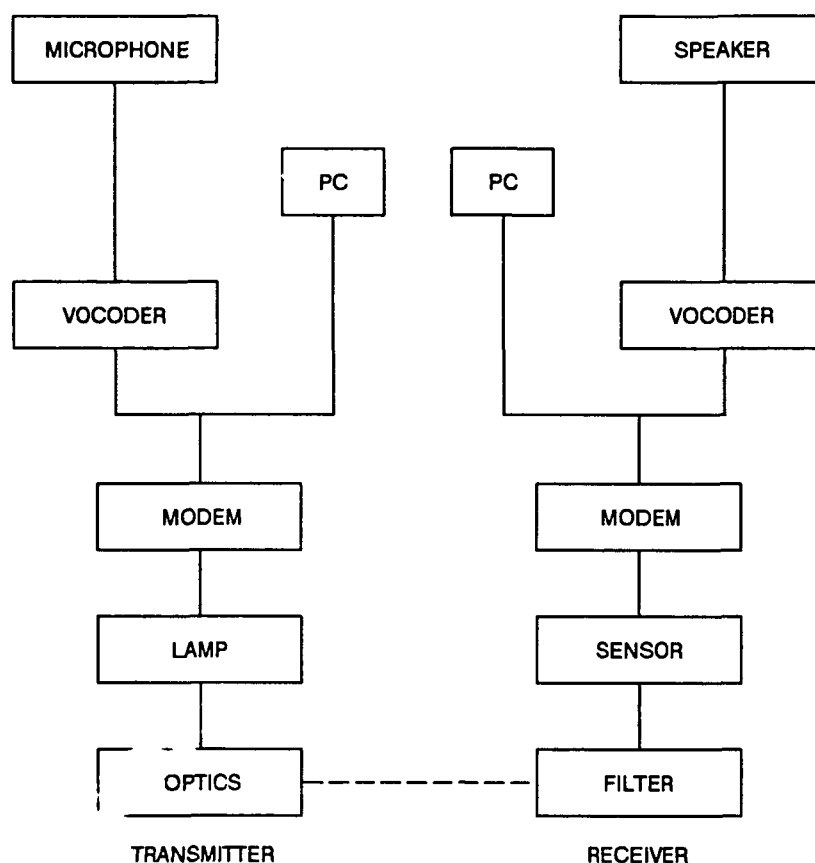 MICROPHONE
SPEAKER
PC
PC
VOCODER
VOCODER
MODEM
MODEM
LAMP
SENSOR
OPTICS
FILTER
TRANSMITTER
RECEIVER